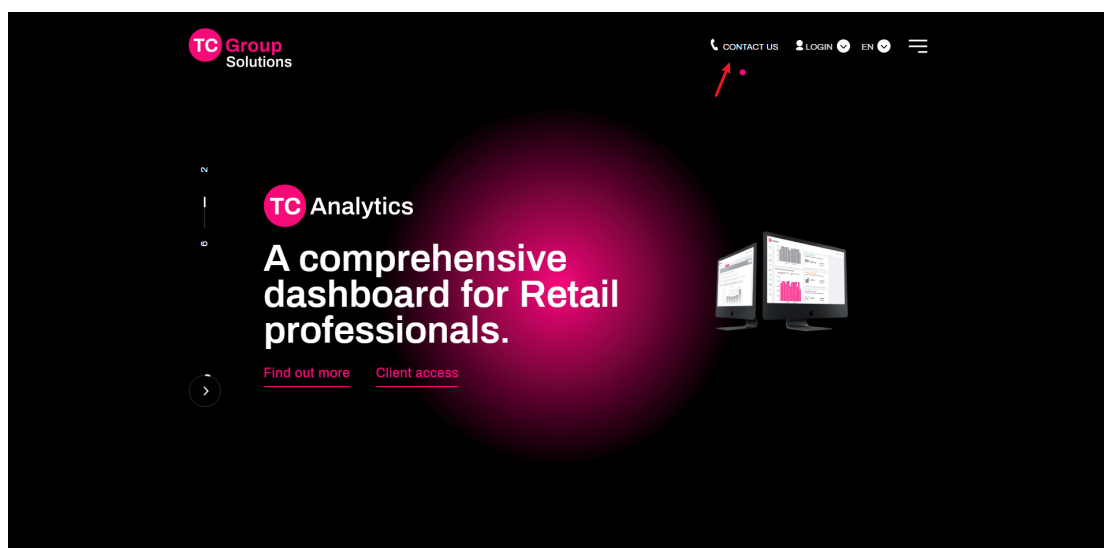 TC Group
Solutions
CONTACT US LOGIN EN
2
6
TC Analytics
A comprehensive
dashboard for Retail
professionals.
Find out more Client access